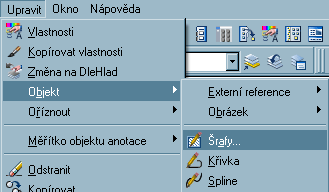 Upravit Okno Nápověda
Vlastnosti
Kopírovat vlastnosti
Změna na DleHlad
Objekt
Oříznout
Měřítko objektu anotace
Odstranit
Kopírovat
Externí reference
Obrázek
Šrafy...
Křivka
Spline